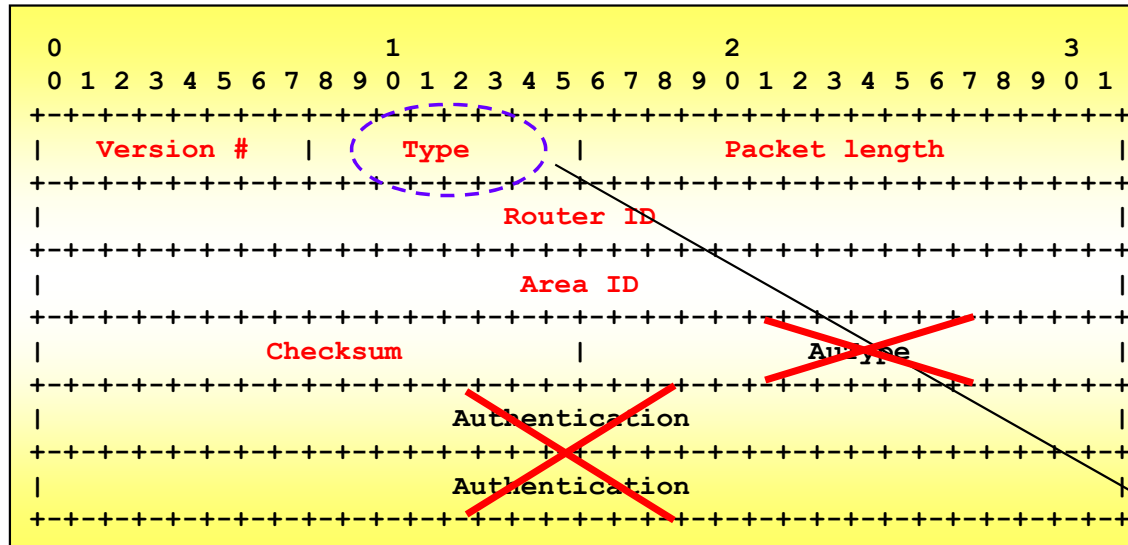 0 1 2 3
0 1 2 3 4 5 6 7 8 9 0 1 2 3 4 5 6 7 8 9 0 1 2 3 4 5 6 7 8 9 0 1
+-+-+-+-+-+-+-+-+-+-+-+-+-+-+-+-+-+-+-+-+-+-+-+-+-+-+-+-+-+-+-+-+
| Version # | Type | Packet length |
+-+-+-+-+-+-+-+-+-+-+-+-+-+-+-+-+-+-+-+-+-+-+-+-+-+-+-+-+-+-+-+-+
| Router ID |
+-+-+-+-+-+-+-+-+-+-+-+-+-+-+-+-+-+-+-+-+-+-+-+-+-+-+-+-+-+-+-+-+
| Area ID |
+-+-+-+-+-+-+-+-+-+-+-+-+-+-+-+-+-+-+-+-+-+-+-+-+-+-+-+-+-+-+-+-+
| Checksum | AuType |
+-+-+-+-+-+-+-+-+-+-+-+-+-+-+-+-+-+-+-+-+-+-+-+-+-+-+-+-+-+-+-+-+
| Authentication |
+-+-+-+-+-+-+-+-+-+-+-+-+-+-+-+-+-+-+-+-+-+-+-+-+-+-+-+-+-+-+-+-+
| Authentication |
+-+-+-+-+-+-+-+-+-+-+-+-+-+-+-+-+-+-+-+-+-+-+-+-+-+-+-+-+-+-+-+-+